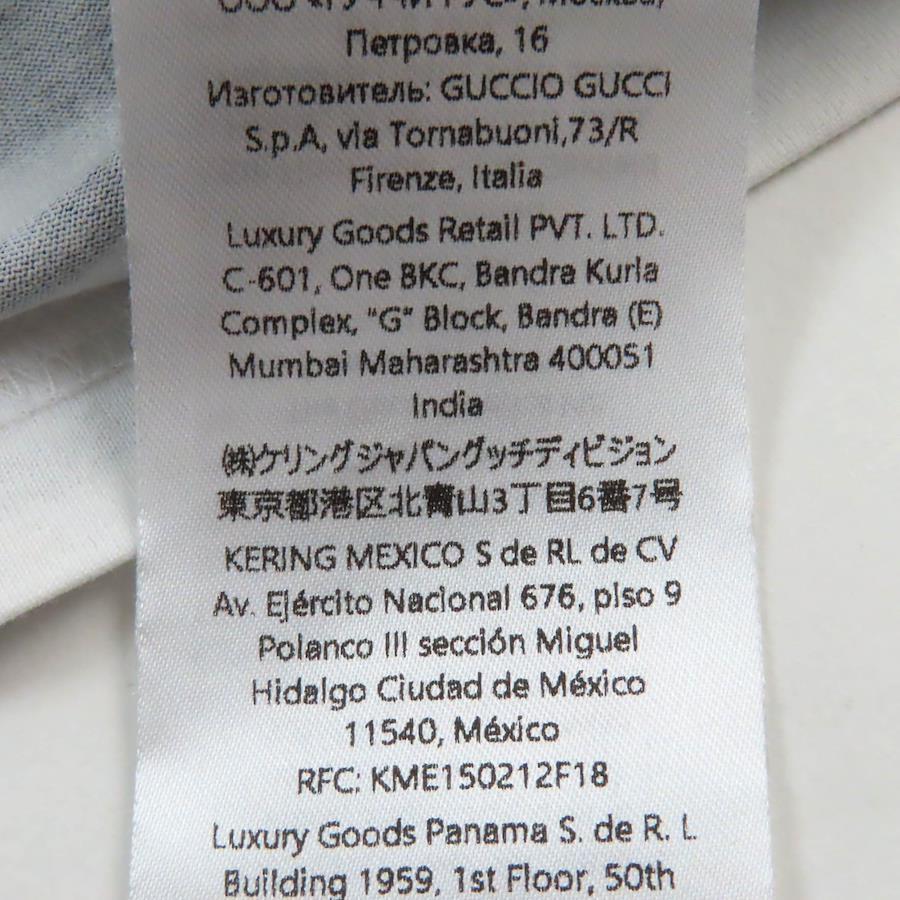 ООО «ГУЧЧИ РУС», Москва,
Петровка, 16
Изготовитель: GUCCIO GUCCI
S.p.A, via Tornabuoni,73/R
Firenze, Italia
Luxury Goods Retail PVT. LTD.
C-601, One BKC, Bandra Kurla
Complex, "G" Block, Bandra (E)
Mumbai Maharashtra 400051
India
㈱ケリングジャパングッチディビジョン
東京都港区北青山3丁目6番7号
KERING MEXICO S de RL de CV
Av. Ejército Nacional 676, piso 9
Polanco III sección Miguel
Hidalgo Ciudad de México
11540, México
RFC: KME150212F18
Luxury Goods Panama S. de R. L
Building 1959, 1st Floor, 50th